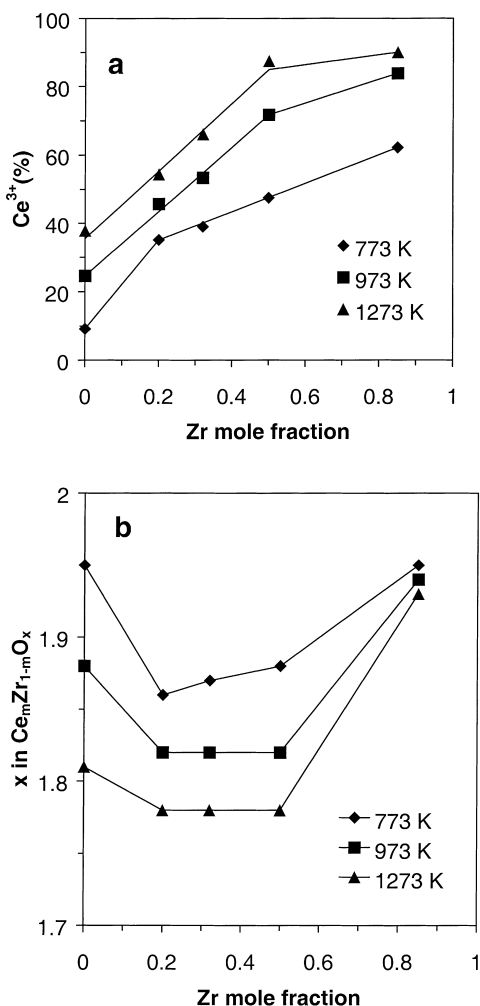 100
a
80
60
Ce³⁺(%)
40
773 K
973 K
20
1273 K
0
0 0.2 0.4 0.6 0.8 1
Zr mole fraction
2
b
1.9
x in CeₘZr₁₋ₘOₓ
1.8
773 K
973 K
1273 K
1.7
0 0.2 0.4 0.6 0.8 1
Zr mole fraction